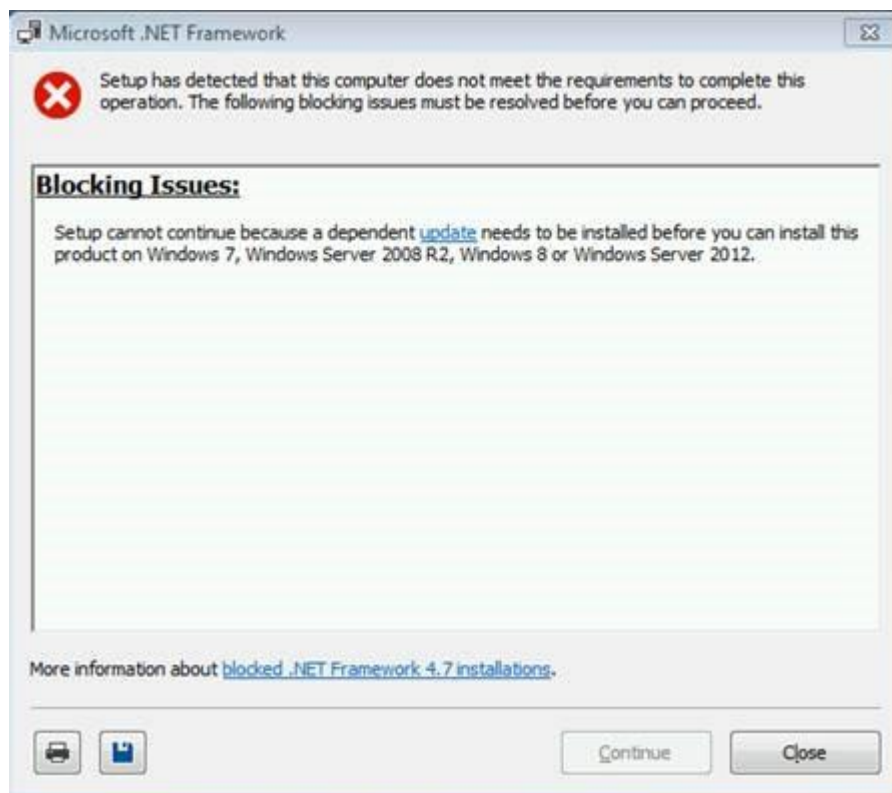 Microsoft .NET Framework
Setup has detected that this computer does not meet the requirements to complete this
operation. The following blocking issues must be resolved before you can proceed.
Blocking Issues:
Setup cannot continue because a dependent update needs to be installed before you can install this
product on Windows 7, Windows Server 2008 R2, Windows 8 or Windows Server 2012.
More information about blocked .NET Framework 4.7 installations.
Continue
Close